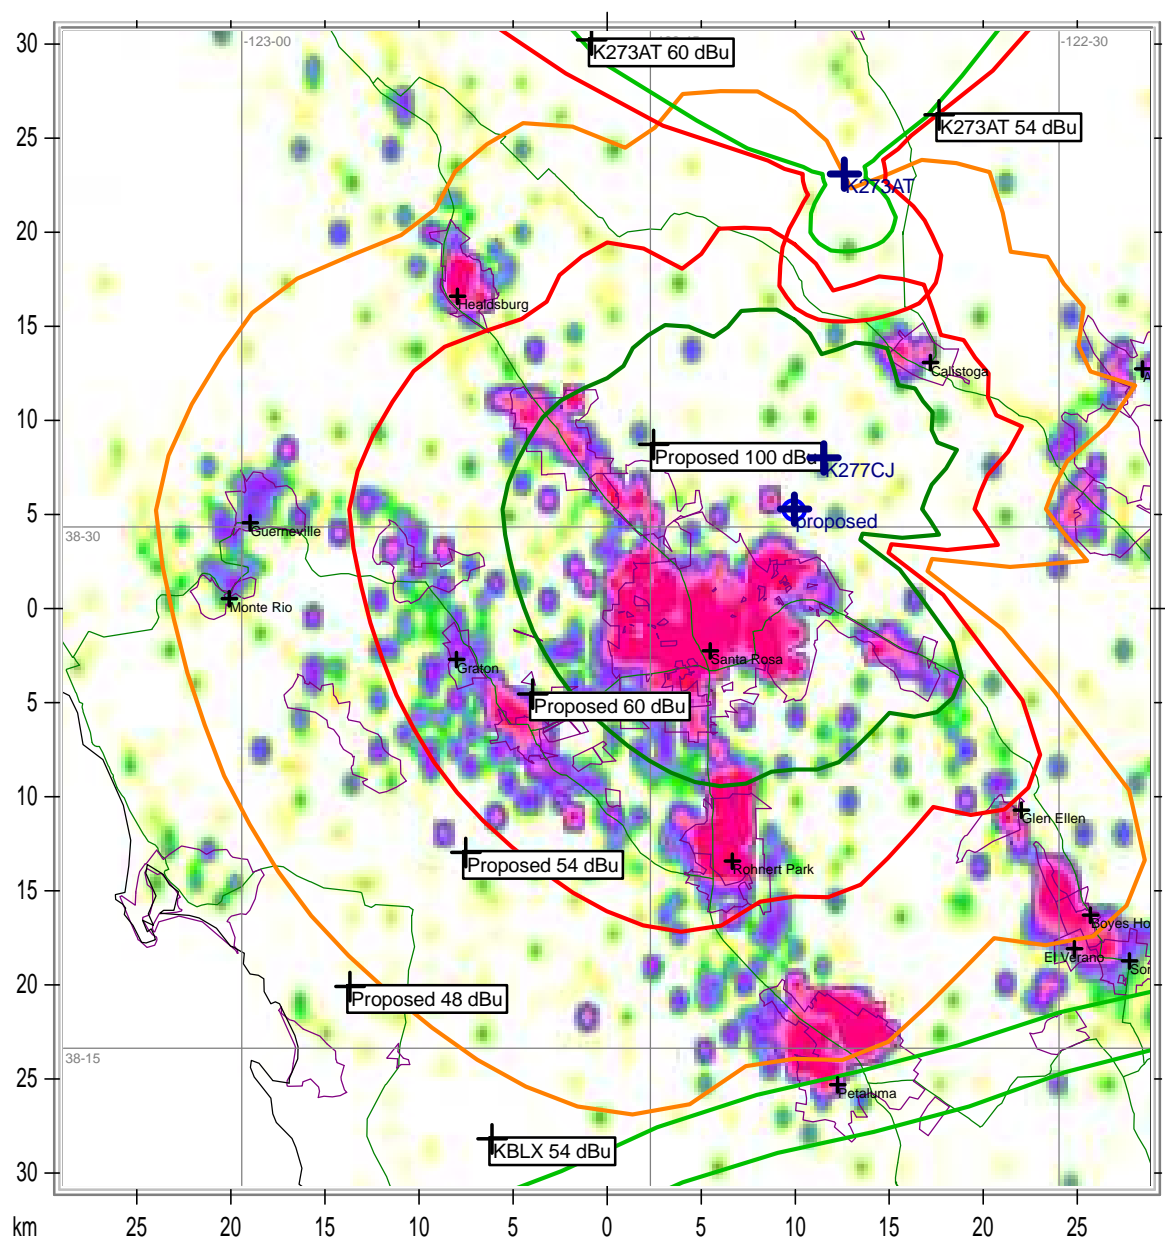 30
-123-00
-122-30
K273AT 60 dBu
25
K273AT 54 dBu
K273AT
20
Healdsburg
15
Calistoga
A
10
Proposed 100 dBu
K277CJ
5
proposed
Guerneville
38-30
0
Monte Rio
Santa Rosa
Graton
5
Proposed 60 dBu
10
Glen Ellen
Proposed 54 dBu
Rohnert Park
15
Boyes Ho
El Verano
Son
20
Proposed 48 dBu
38-15
25
Petaluma
KBLX 54 dBu
30
km 25 20 15 10 5 0 5 10 15 20 25